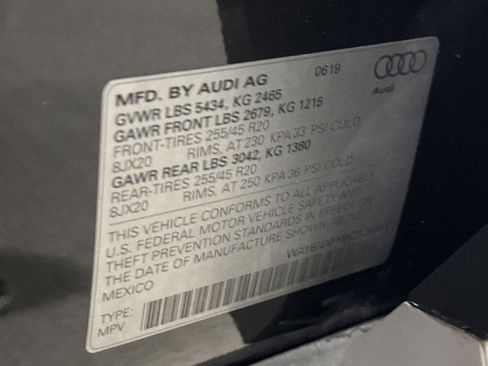 MFD. BY AUDI AG 0619
GVWR LBS 5434, KG 2465
GAWR FRONT LBS 2679, KG 1215
FRONT-TIRES 255/45 R20
8JX20 RIMS, AT 230 KPA 33 PSI COLD
GAWR REAR LBS 3042, KG 1380
REAR-TIRES 255/45 R20
8JX20 RIMS, AT 250 KPA 36 PSI COLD
Audi
THIS VEHICLE CONFORMS TO ALL
U.S. FEDERAL MOTOR VEHICLE SAFETY AND
THEFT PREVENTION STANDARDS IN EFFECT
THE DATE OF MANUFACTURE SHOWN
MEXICO
TYPE:
MPV